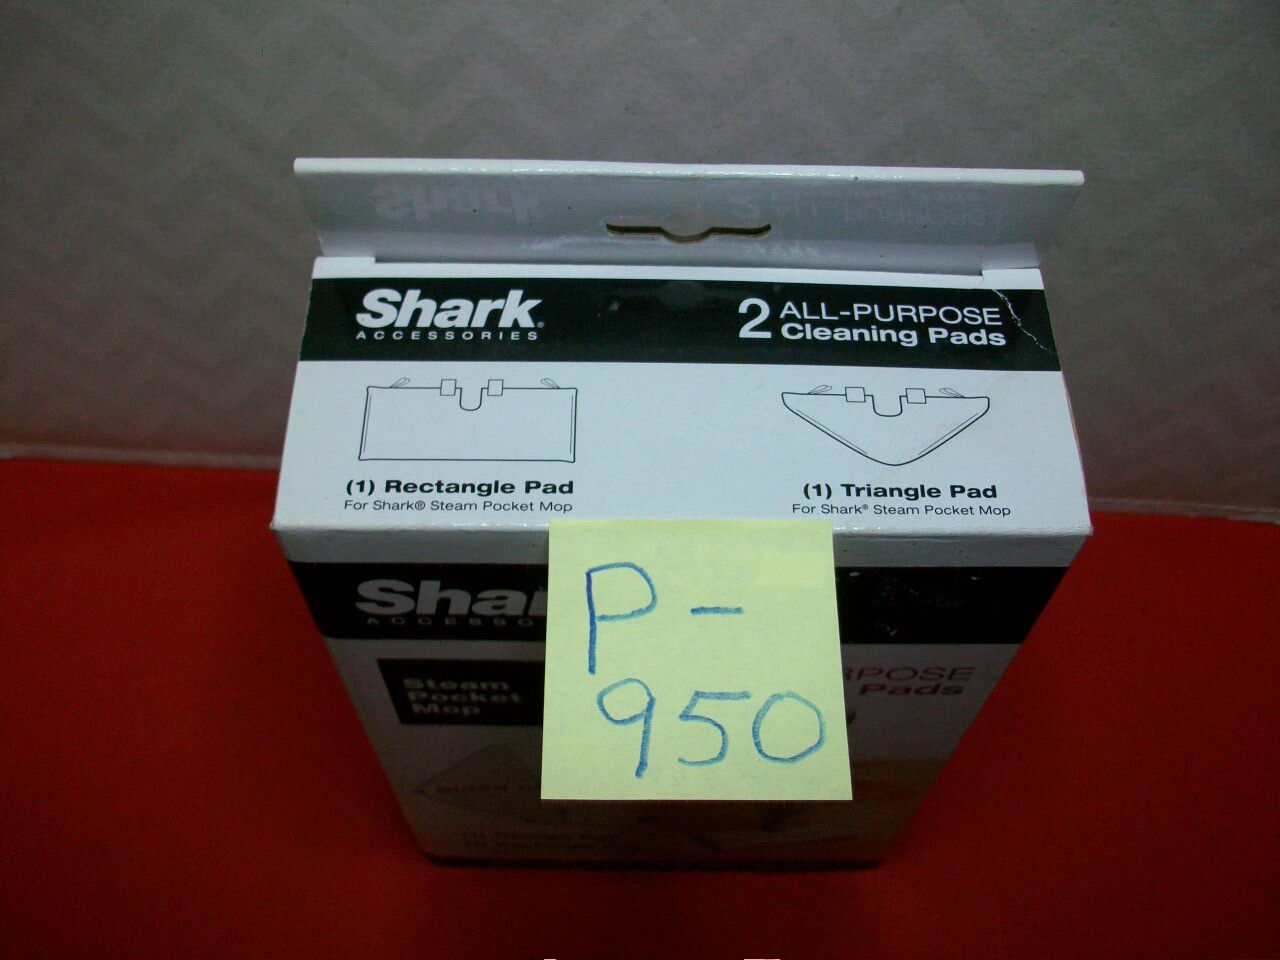 Shark®
ACCESSORIES
2 ALL-PURPOSE
Cleaning Pads
(1) Rectangle Pad
For Shark® Steam Pocket Mop
(1) Triangle Pad
For Shark® Steam Pocket Mop
P-
950
Shar
ACCESSO
Steam
Pocket
Mop
RPOSE
Pads